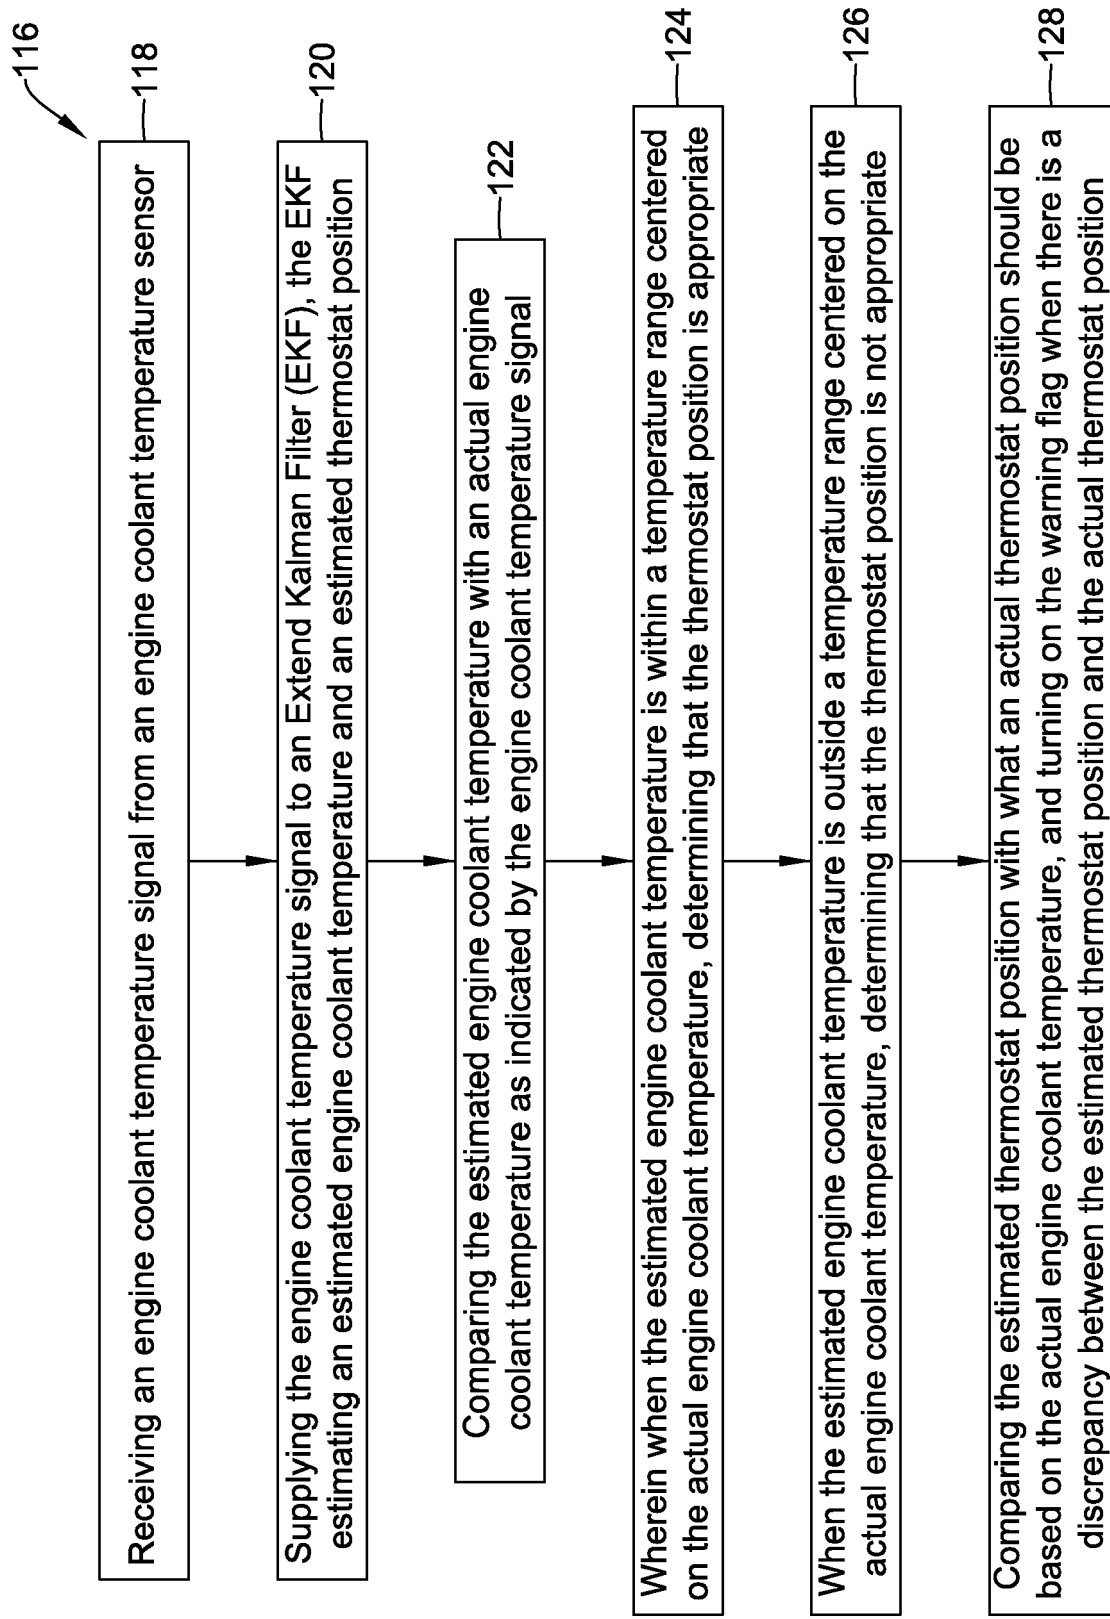 116
Receiving an engine coolant temperature signal from an engine coolant temperature sensor
118
Supplying the engine coolant temperature signal to an Extend Kalman Filter (EKF), the EKF
estimating an estimated engine coolant temperature and an estimated thermostat position
120
Comparing the estimated engine coolant temperature with an actual engine
coolant temperature as indicated by the engine coolant temperature signal
122
Wherein when the estimated engine coolant temperature is within a temperature range centered
on the actual engine coolant temperature, determining that the thermostat position is appropriate
124
When the estimated engine coolant temperature is outside a temperature range centered on the
actual engine coolant temperature, determining that the thermostat position is not appropriate
126
Comparing the estimated thermostat position with what an actual thermostat position should be
based on the actual engine coolant temperature, and turning on the warning flag when there is a
discrepancy between the estimated thermostat position and the actual thermostat position
128